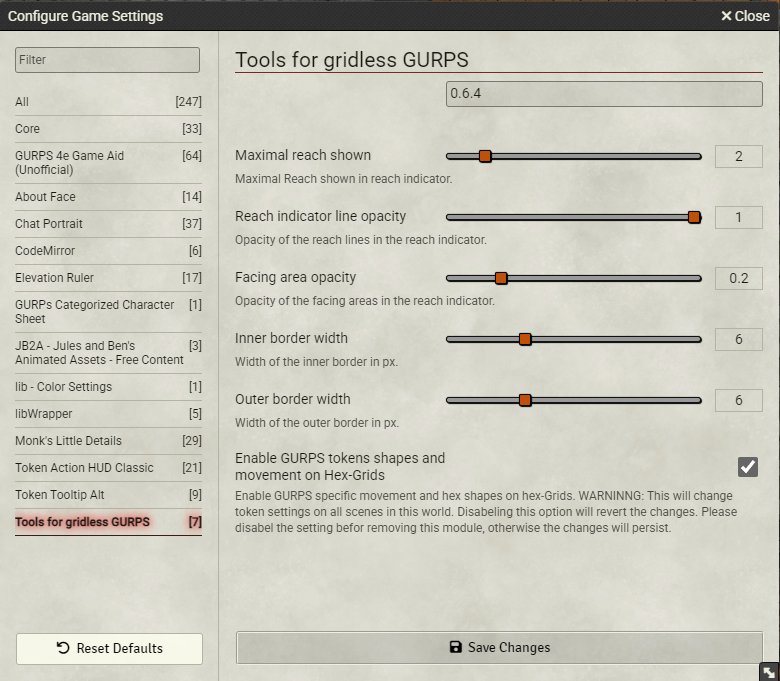 Configure Game Settings
Close
Filter
All [247]
Core [33]
GURPS 4e Game Aid [64]
(Unofficial)
About Face [14]
Chat Portrait [37]
CodeMirror [6]
Elevation Ruler [17]
GURPs Categorized Character [1]
Sheet
JB2A - Jules and Ben's [3]
Animated Assets - Free Content
lib - Color Settings [1]
libWrapper [5]
Monk's Little Details [29]
Token Action HUD Classic [21]
Token Tooltip Alt [9]
Tools for gridless GURPS [7]
Reset Defaults
Tools for gridless GURPS
0.6.4
Maximal reach shown 2
Maximal Reach shown in reach indicator.
Reach indicator line opacity 1
Opacity of the reach lines in the reach indicator.
Facing area opacity 0.2
Opacity of the facing areas in the reach indicator.
Inner border width 6
Width of the inner border in px.
Outer border width 6
Width of the outer border in px.
Enable GURPS tokens shapes and
movement on Hex-Grids
Enable GURPS specific movement and hex shapes on hex-Grids. WARNINNG: This will change
token settings on all scenes in this world. Disabeling this option will revert the changes. Please
disabel the setting befor removing this module, otherwise the changes will persist.
Save Changes